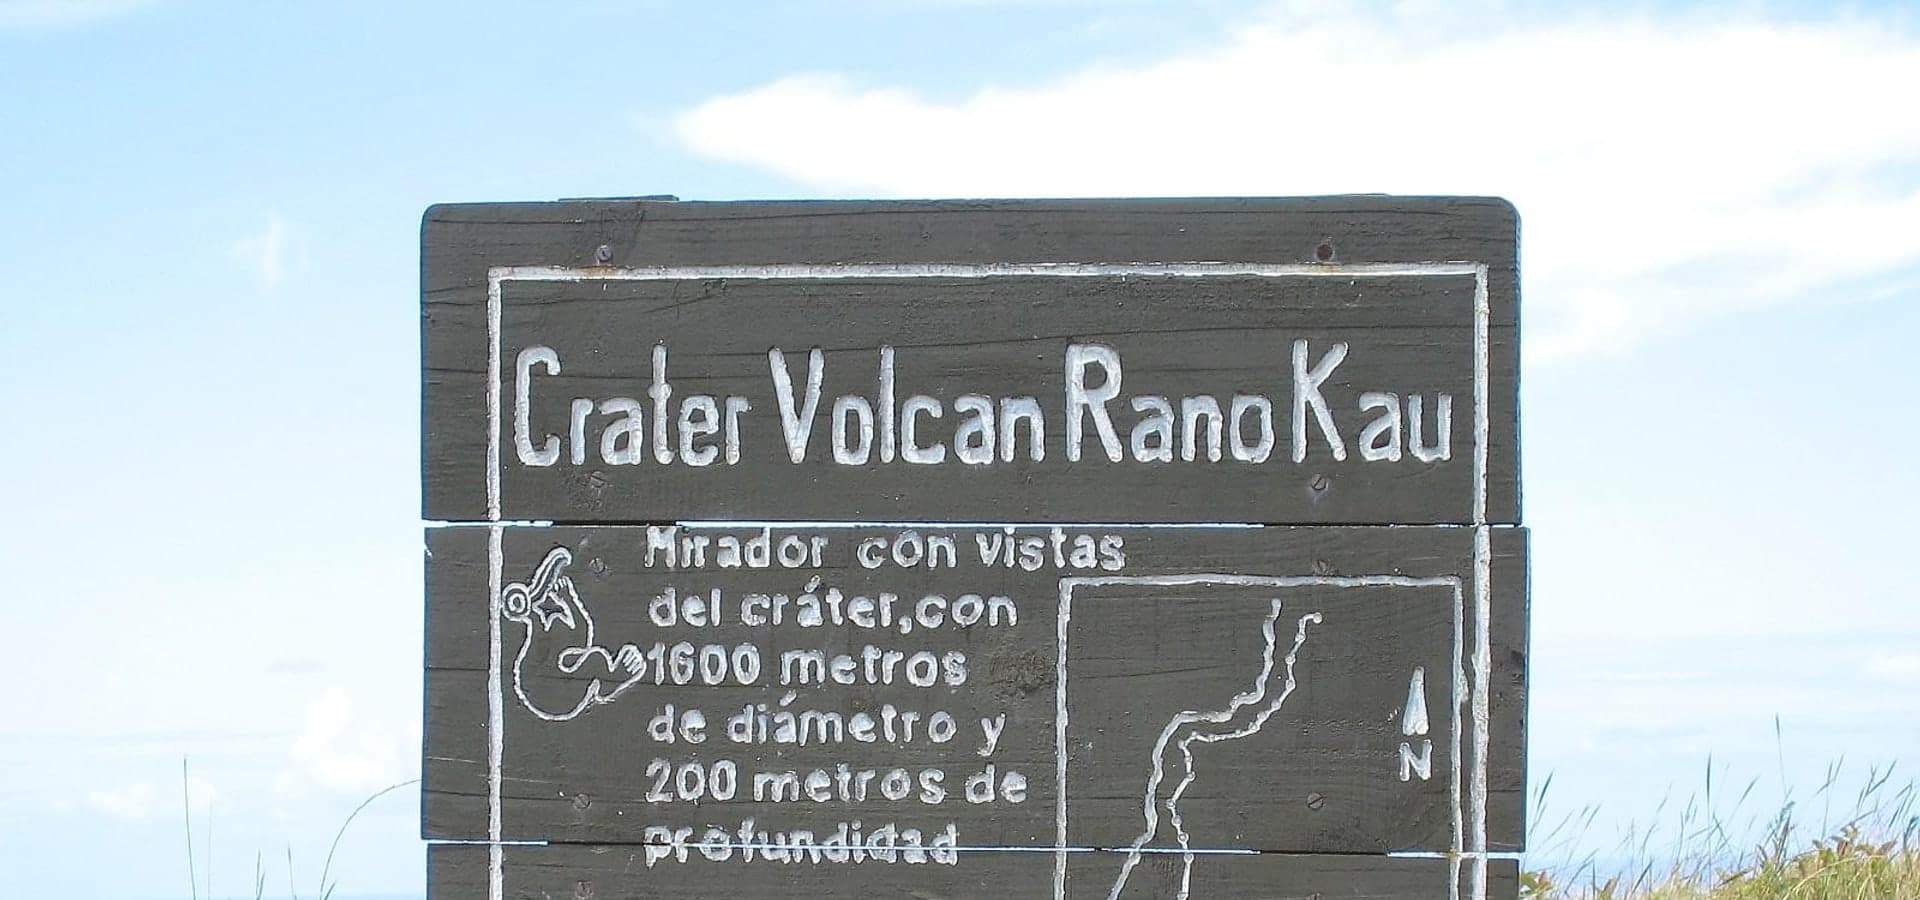 Crater Volcan Rano Kau
Mirador con vistas
del cráter,con
1600 metros
de diámetro y
200 metros de
profundidad
N